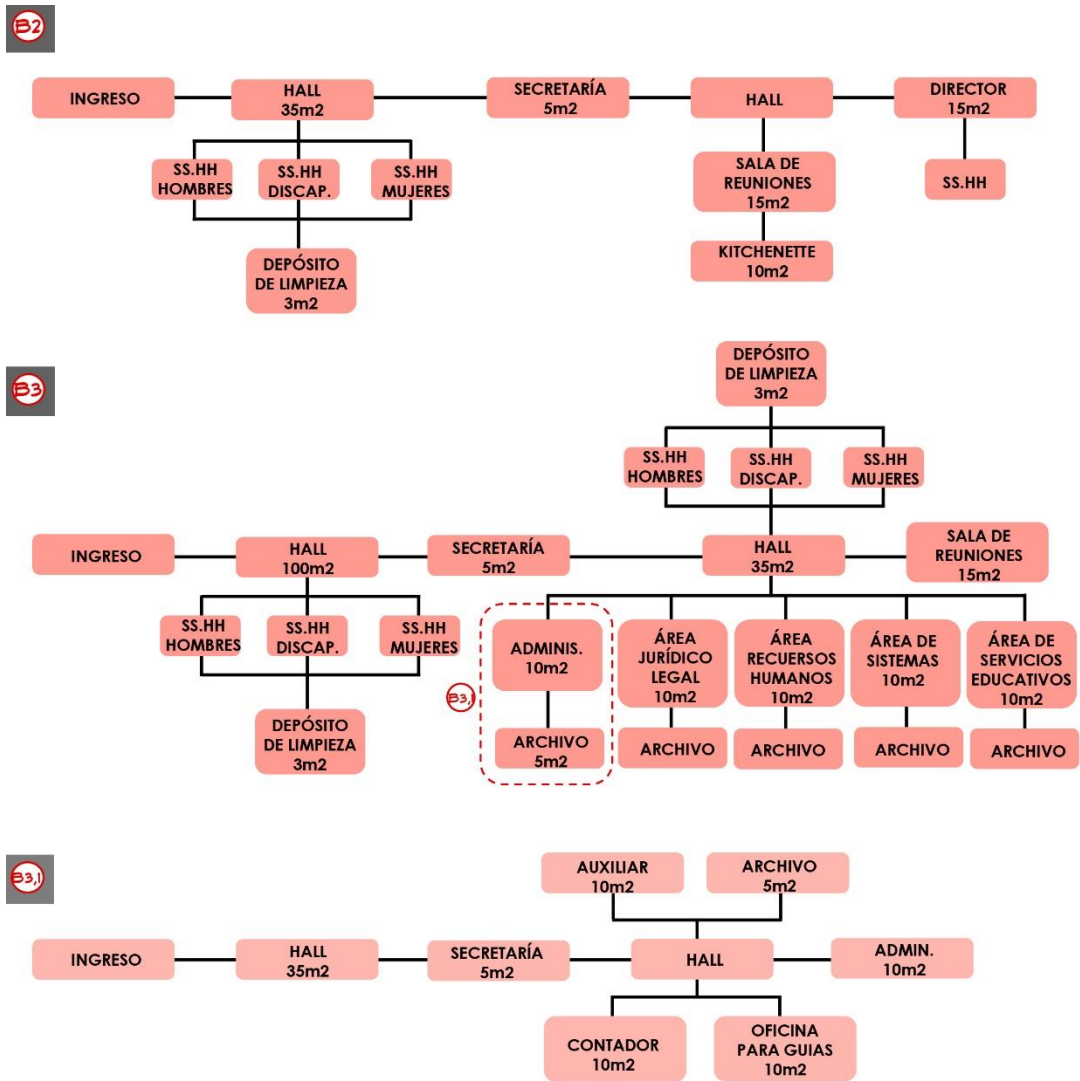 B2
INGRESO
HALL
35m2
SECRETARÍA
5m2
HALL
DIRECTOR
15m2
SS.HH
HOMBRES
SS.HH
DISCAP.
SS.HH
MUJERES
SALA DE
REUNIONES
15m2
SS.HH
KITCHENETTE
10m2
DEPÓSITO
DE LIMPIEZA
3m2
B3
DEPÓSITO
DE LIMPIEZA
3m2
SS.HH
HOMBRES
SS.HH
DISCAP.
SS.HH
MUJERES
INGRESO
HALL
100m2
SECRETARÍA
5m2
HALL
35m2
SALA DE
REUNIONES
15m2
SS.HH
HOMBRES
SS.HH
DISCAP.
SS.HH
MUJERES
DEPÓSITO
DE LIMPIEZA
3m2
B3,1
ADMINIS.
10m2
ÁREA
JURÍDICO
LEGAL
10m2
ÁREA
RECUERSOS
HUMANOS
10m2
ÁREA DE
SISTEMAS
10m2
ÁREA DE
SERVICIOS
EDUCATIVOS
10m2
ARCHIVO
5m2
ARCHIVO
ARCHIVO
ARCHIVO
ARCHIVO
B3,1
AUXILIAR
10m2
ARCHIVO
5m2
INGRESO
HALL
35m2
SECRETARÍA
5m2
HALL
ADMIN.
10m2
CONTADOR
10m2
OFICINA
PARA GUIAS
10m2